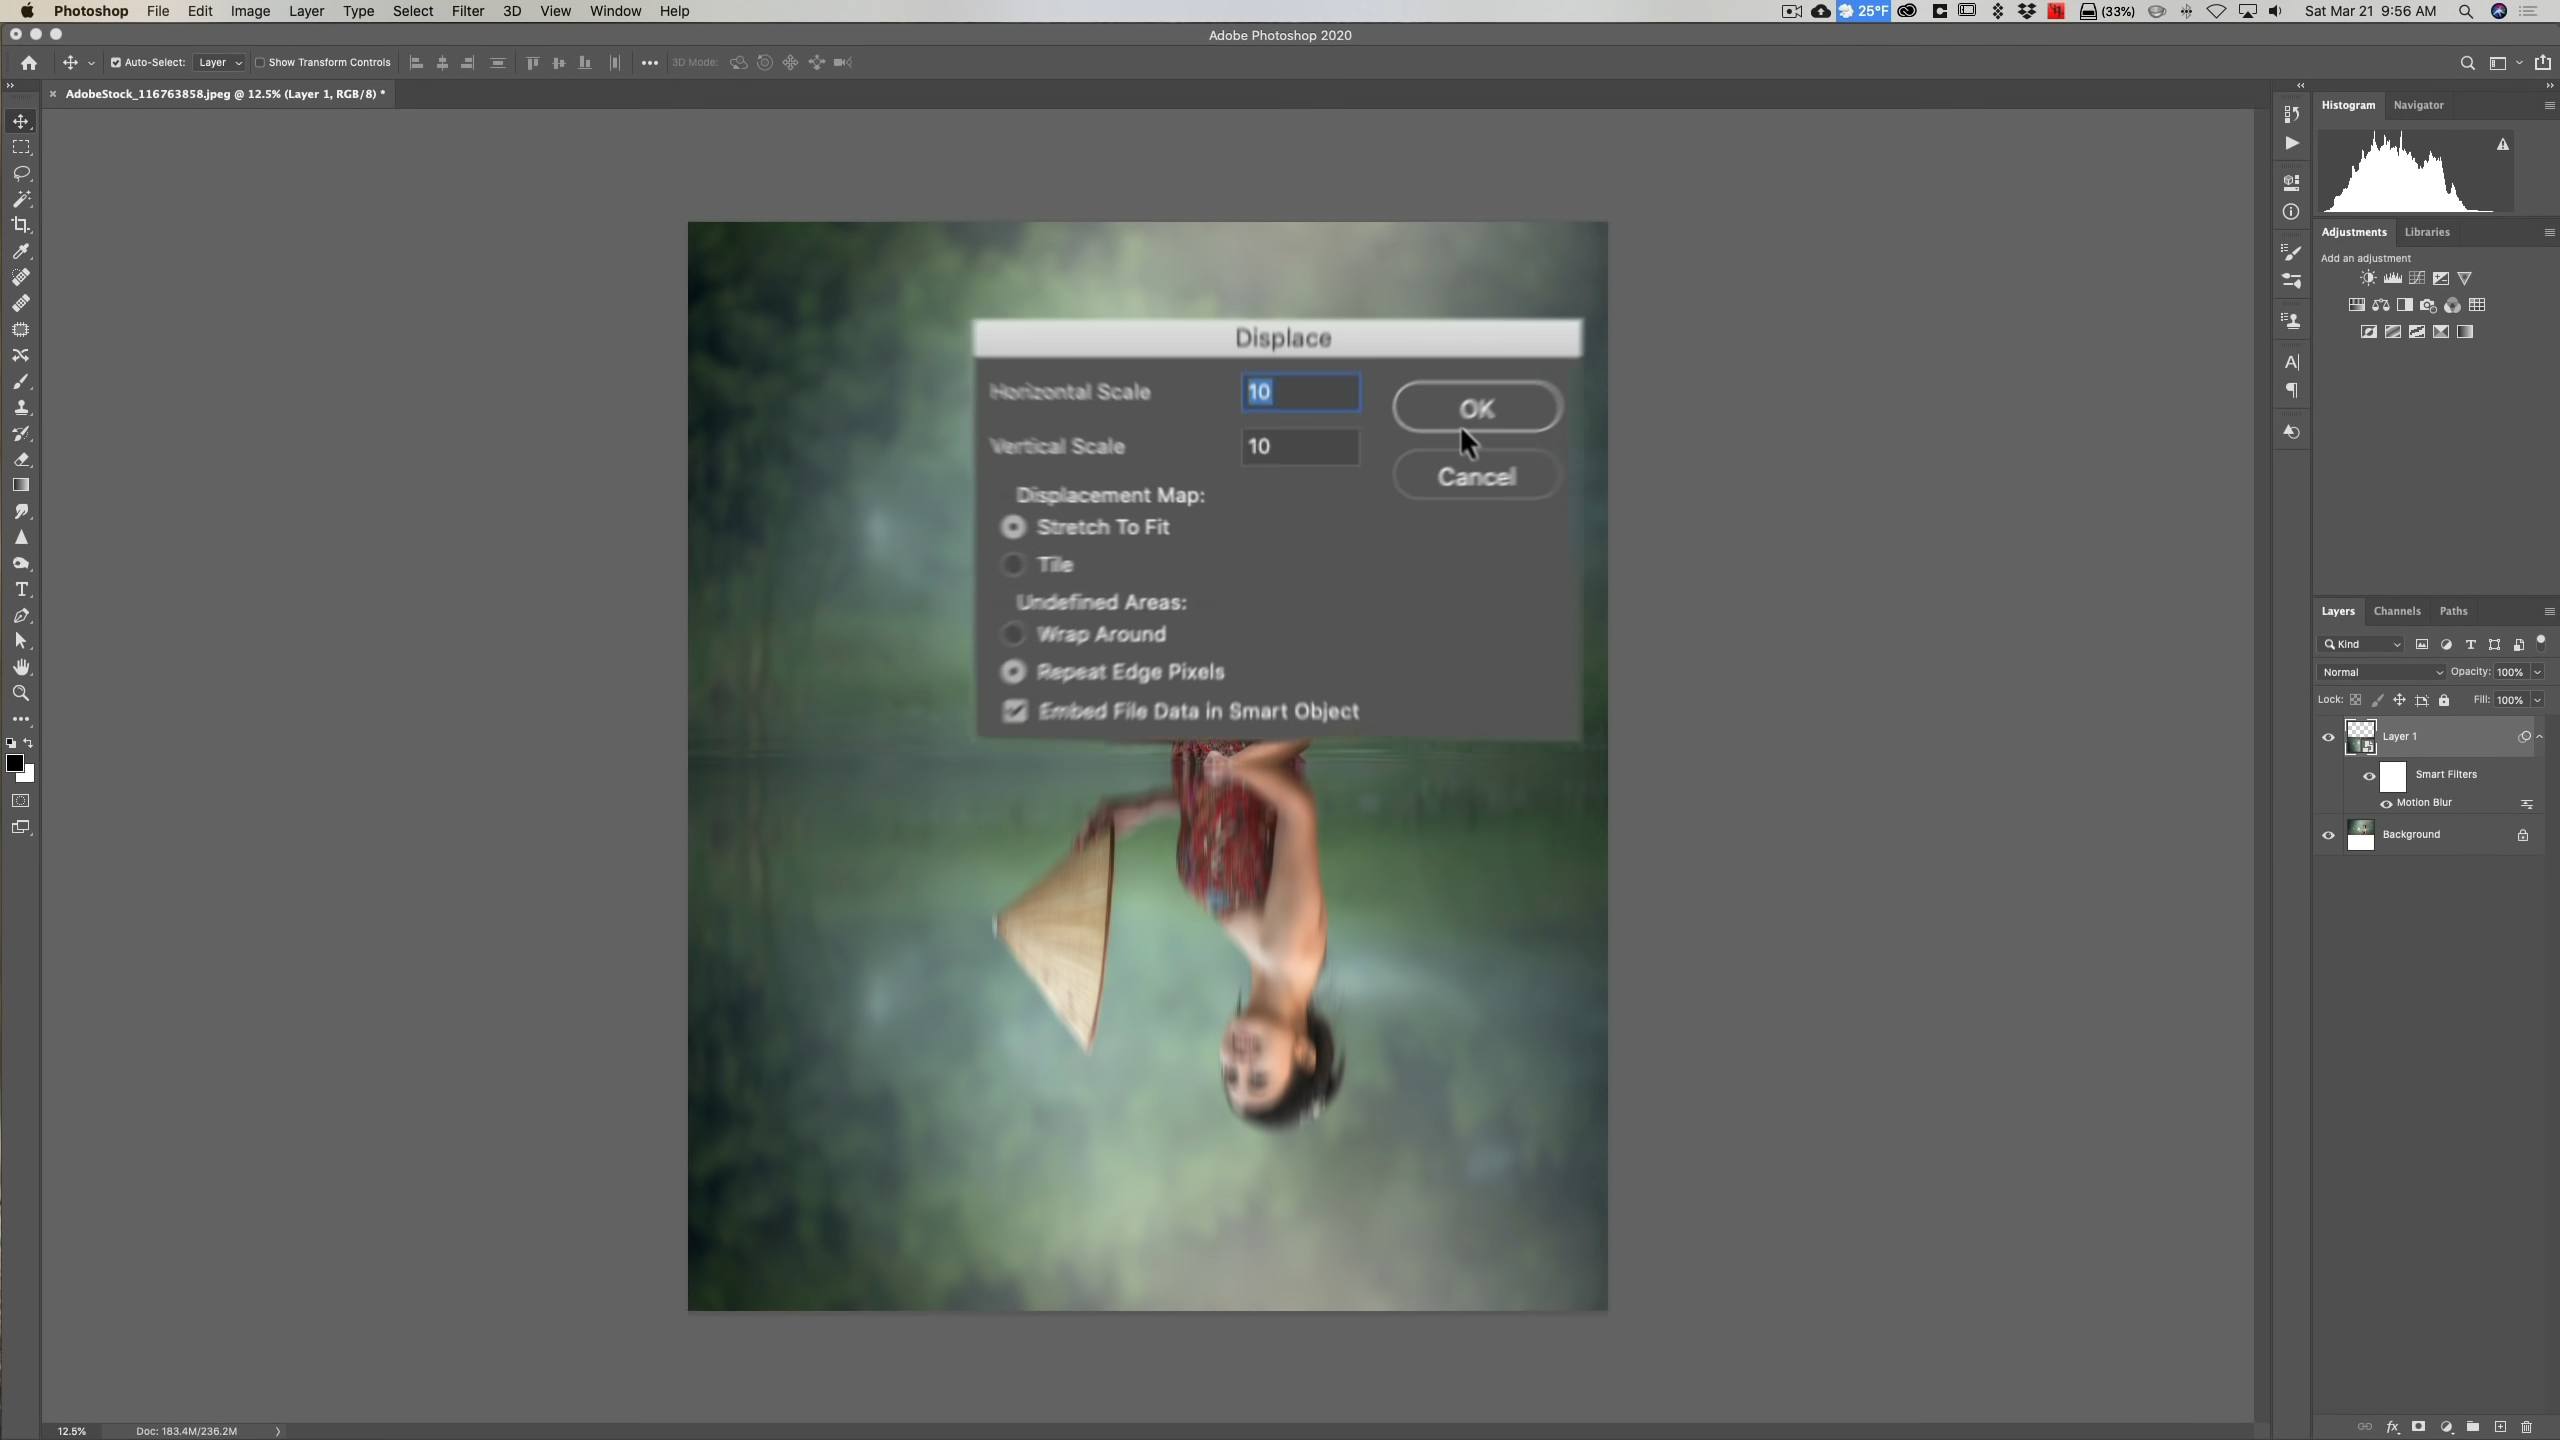 Photoshop File Edit Image Layer Type Select Filter 3D View Window Help 25°F (33%) Sat Mar 21 9:56 AM
Adobe Photoshop 2020
Auto-Select: Layer Show Transform Controls 3D Mode:
AdobeStock_116763858.jpeg @ 12.5% (Layer 1, RGB/8) *
Histogram Navigator
Adjustments Libraries
Add an adjustment
Displace
Horizontal Scale 10
OK
Vertical Scale 10
Cancel
Displacement Map:
Stretch To Fit
Tile
Undefined Areas:
Wrap Around
Repeat Edge Pixels
Embed File Data in Smart Object
Layers Channels Paths
Kind
Normal Opacity: 100%
Lock: Fill: 100%
Layer 1
Smart Filters
Motion Blur
Background
12.5% Doc: 183.4M/236.2M